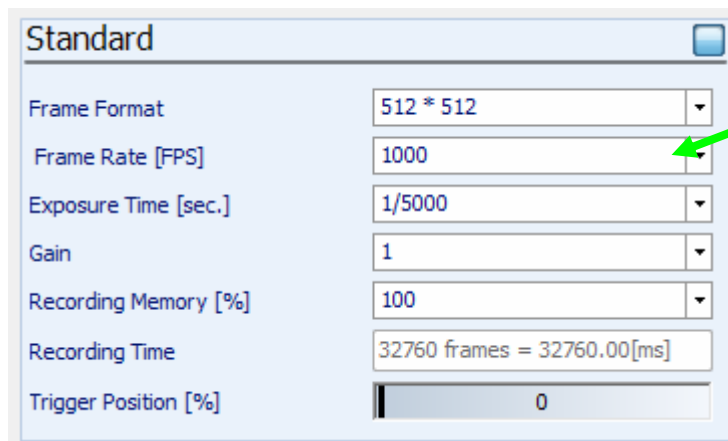 Standard
Frame Format 512 * 512
Frame Rate [FPS] 1000
Exposure Time [sec.] 1/5000
Gain 1
Recording Memory [%] 100
Recording Time 32760 frames = 32760.00[ms]
Trigger Position [%] 0